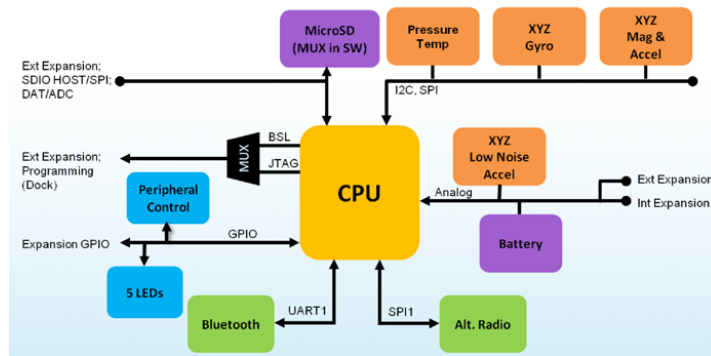 MicroSD
(MUX in SW)
Pressure
Temp
XYZ
Gyro
XYZ
Mag &
Accel
Ext Expansion;
SDIO HOST/SPI;
DAT/ADC
I2C, SPI
BSL
MUX
JTAG
Ext Expansion;
Programming
(Dock)
CPU
XYZ
Low Noise
Accel
Peripheral
Control
Analog
Ext Expansion
Int Expansion
Expansion GPIO
GPIO
Battery
5 LEDs
UART1
SPI1
Bluetooth
Alt. Radio